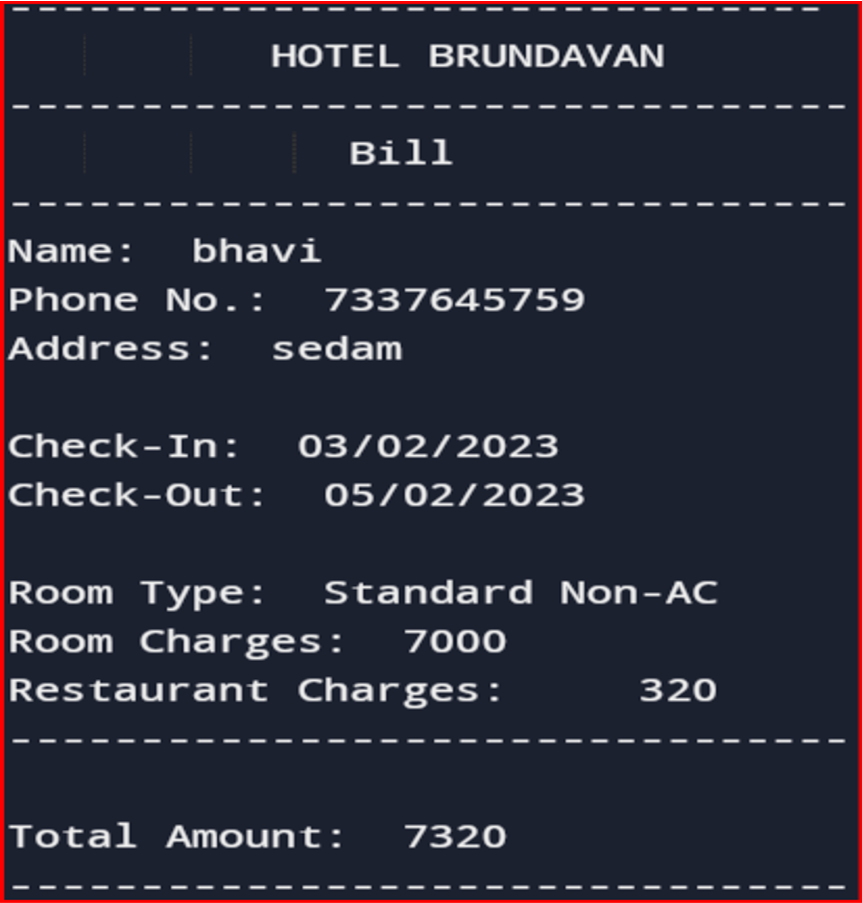 --------------------------------
HOTEL BRUNDAVAN
--------------------------------
Bill
--------------------------------
Name:  bhavi
Phone No.:  7337645759
Address:  sedam
Check-In:  03/02/2023
Check-Out:  05/02/2023
Room Type:  Standard Non-AC
Room Charges:  7000
Restaurant Charges:     320
--------------------------------
Total Amount:  7320
--------------------------------